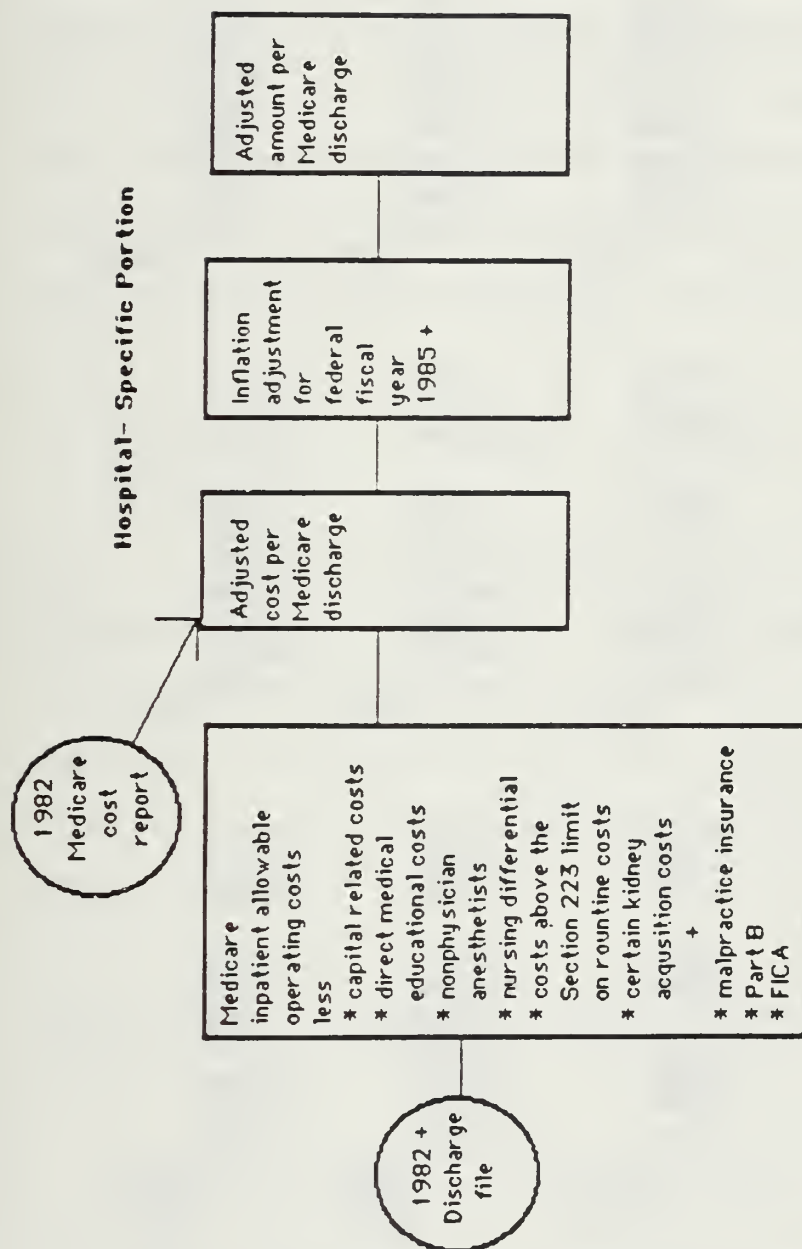 Hospital- Specific Portion
1982
Medicare
cost
report
1982 +
Discharge
file
Medicare
inpatient allowable
operating costs
less
* capital related costs
* direct medical
educational costs
* nonphysician
anesthetists
* nursing differential
* costs above the
Section 223 limit
on rountine costs
* certain kidney
acqusition costs
+
* malpractice insurance
* Part B
* FICA
Adjusted
cost per
Medicare
discharge
Inflation
adjustment
for
federal
fiscal
year
1985 +
Adjusted
amount per
Medicare
discharge